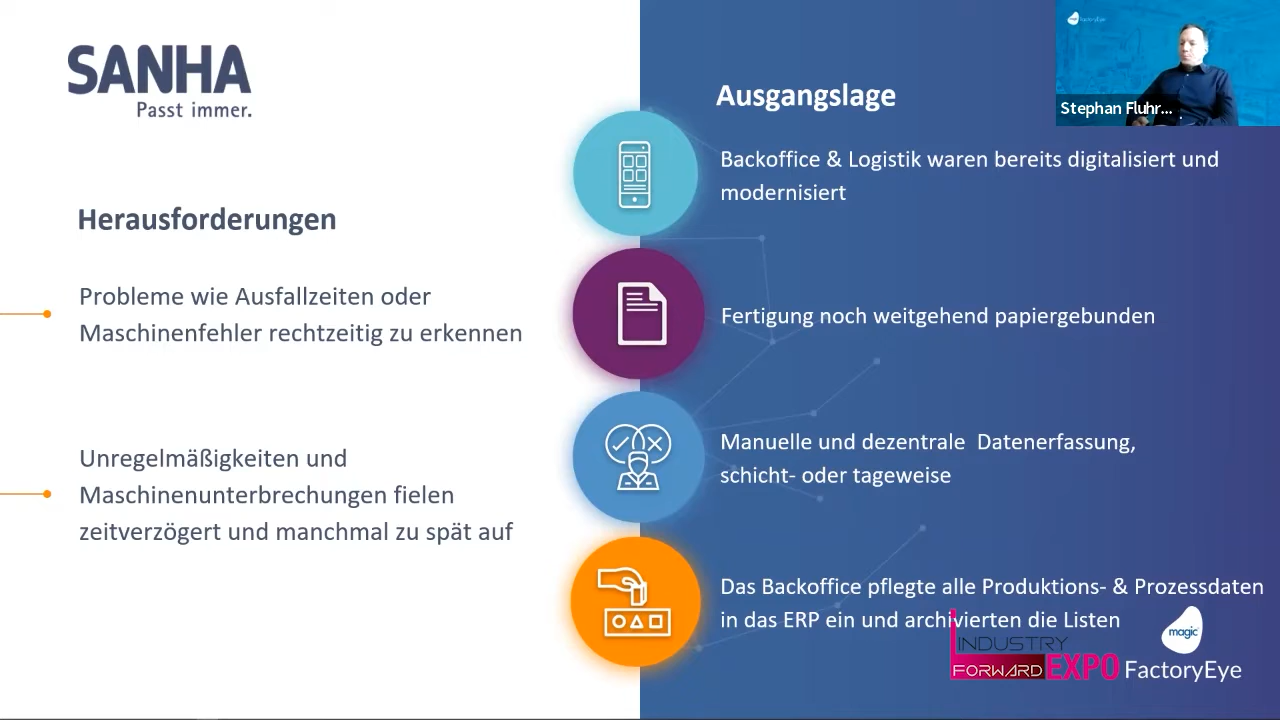 SANHA
Passt immer.
Herausforderungen
Probleme wie Ausfallzeiten oder
Maschinenfehler rechtzeitig zu erkennen
Unregelmäßigkeiten und
Maschinenunterbrechungen fielen
zeitverzögert und manchmal zu spät auf
Ausgangslage
Backoffice & Logistik waren bereits digitalisiert und
modernisiert
Fertigung noch weitgehend papiergebunden
Manuelle und dezentrale  Datenerfassung,
schicht- oder tageweise
Das Backoffice pflegte alle Produktions- & Prozessdaten
in das ERP ein und archivierten die Listen
magic FactoryEye
Stephan Fluhr...
INDUSTRY
FORWARD EXPO
magic
FactoryEye